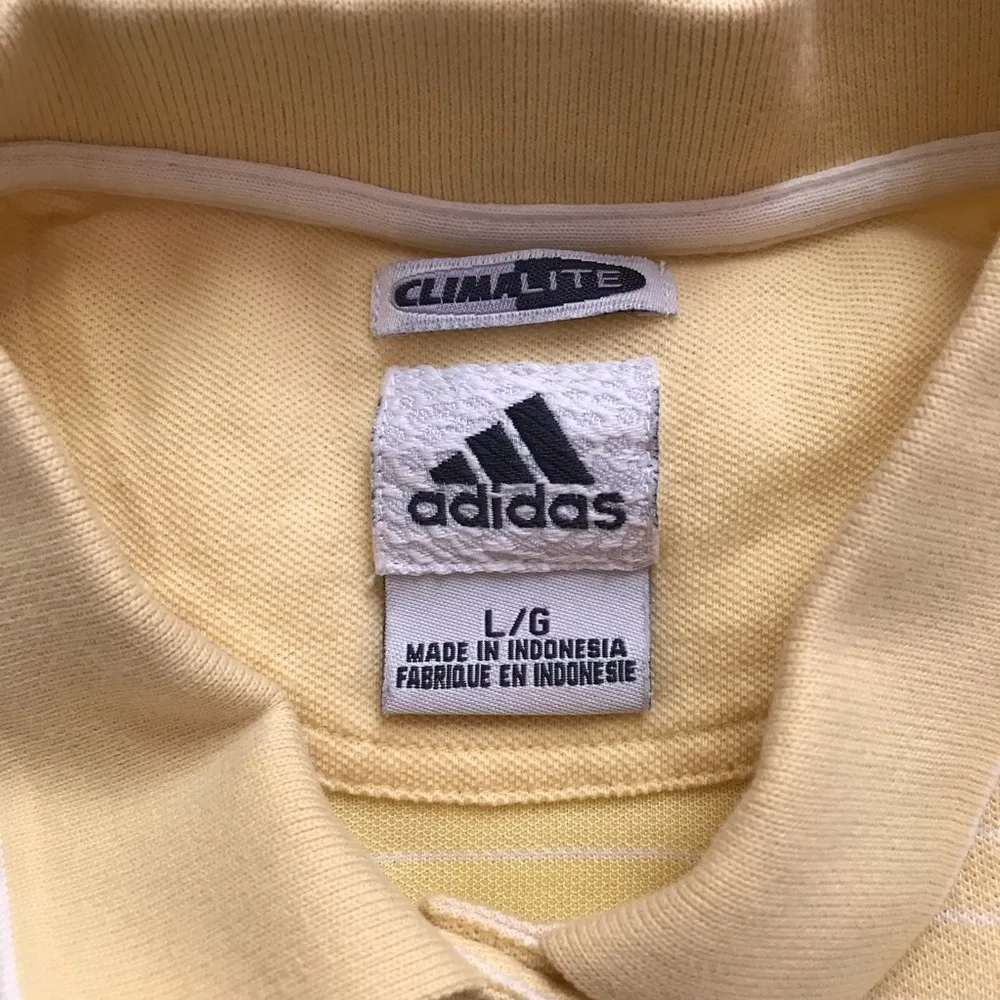 CLIMALITE
adidas
L/G
MADE IN INDONESIA
FABRIQUE EN INDONESIE